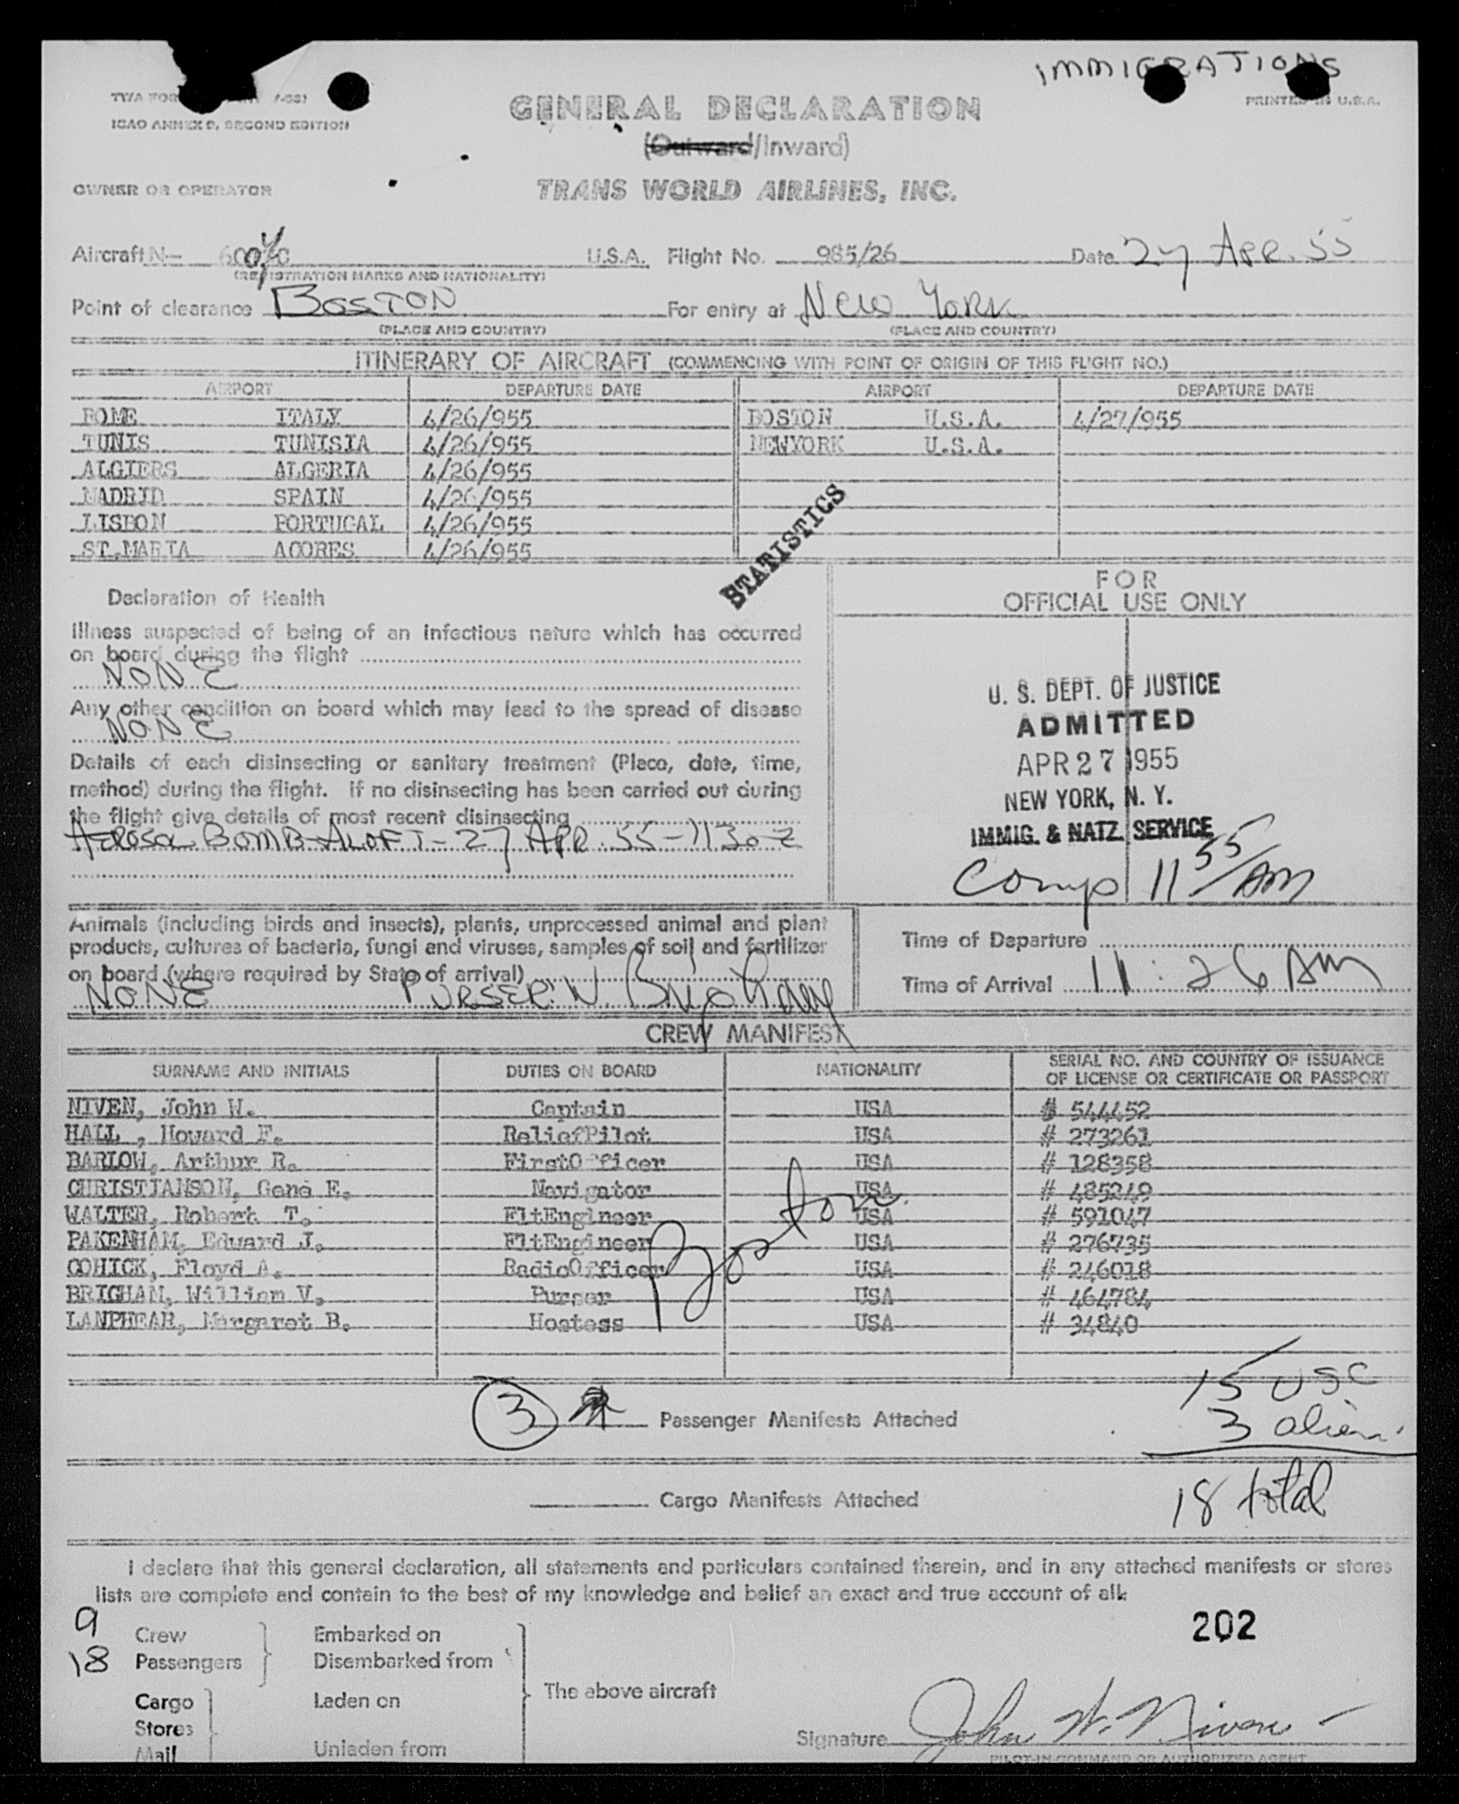 IMMIGRATIONS
PRINTED IN U.S.A.
ICAO ANNEX 9, SECOND EDITION
GENERAL DECLARATION
(Outward/Inward)
OWNER OR OPERATOR
TRANS WORLD AIRLINES, INC.
Aircraft N— U.S.A. Flight No. 985/26 Date 27 APR. 55
(REGISTRATION MARKS AND NATIONALITY)
Point of clearance BOSTON For entry at New York
(PLACE AND COUNTRY) (PLACE AND COUNTRY)
ITINERARY OF AIRCRAFT (COMMENCING WITH POINT OF ORIGIN OF THIS FLIGHT NO.)
AIRPORT DEPARTURE DATE AIRPORT DEPARTURE DATE
ROME ITALY 4/26/955 BOSTON U.S.A. 4/27/955
TUNIS TUNISIA 4/26/955 NEWYORK U.S.A.
ALGIERS ALGERIA 4/26/955
MADRID SPAIN 4/26/955
LISBON PORTUGAL 4/26/955
ST.MARIA ACORES 4/26/955
STATISTICS
Declaration of Health
Illness suspected of being of an infectious nature which has occurred
on board during the flight
NONE
Any other condition on board which may lead to the spread of disease
NONE
Details of each disinsecting or sanitary treatment (Place, date, time,
method) during the flight. If no disinsecting has been carried out during
the flight give details of most recent disinsecting
AEROSOL BOMB ALOFT - 27 APR. 55 - 1130 Z
FOR
OFFICIAL USE ONLY
U. S. DEPT. OF JUSTICE
ADMITTED
APR 27 1955
NEW YORK, N. Y.
IMMIG. & NATZ. SERVICE
Comp 11 55/AM
Animals (including birds and insects), plants, unprocessed animal and plant
products, cultures of bacteria, fungi and viruses, samples of soil and fertilizer
on board (where required by State of arrival)
NONE PURSER: W. Brigham
Time of Departure
Time of Arrival 11:26 AM
CREW MANIFEST
SURNAME AND INITIALS DUTIES ON BOARD NATIONALITY SERIAL NO. AND COUNTRY OF ISSUANCE
OF LICENSE OR CERTIFICATE OR PASSPORT
NIVEN, John W. Captain USA # 544452
HALL , Howard F. ReliefPilot USA # 273261
BARLOW, Arthur R. FirstOfficer USA # 128358
CHRISTIANSON, Gene E. Navigator USA # 485249
WALTER, Robert T. FltEngineer USA # 591047
PAKENHAM, Edward J. FltEngineer USA # 276735
COHICK, Floyd A. RadioOfficer USA # 246018
BRIGHAM, William V. Purser USA # 464784
LANPHEAR, Margaret B. Hostess USA # 34840
Boston
15 USC
3 Passenger Manifests Attached
3 alien
18 total
Cargo Manifests Attached
I declare that this general declaration, all statements and particulars contained therein, and in any attached manifests or stores
lists are complete and contain to the best of my knowledge and belief an exact and true account of all:
202
9 Crew Embarked on
18 Passengers Disembarked from
The above aircraft
Cargo Laden on
Stores
Mail Unladen from
Signature John W. Niven
PILOT-IN-COMMAND OR AUTHORIZED AGENT